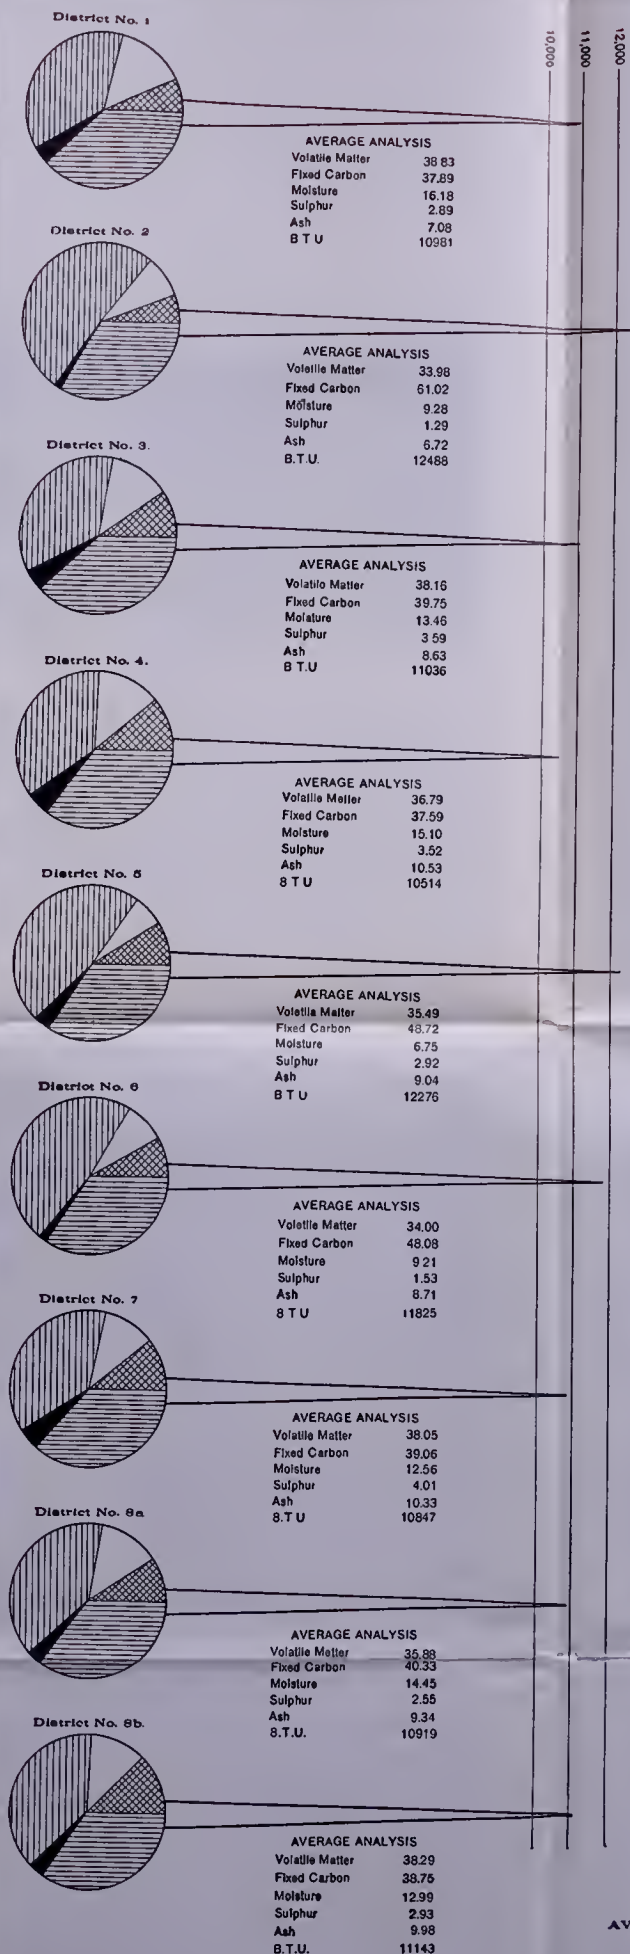 District No. 1
10,000
11,000
12,000
AVERAGE ANALYSIS
Volatile Matter 38 83
Fixed Carbon 37.89
Moisture 16.18
Sulphur 2.89
Ash 7.08
B T U 10981
District No. 2
AVERAGE ANALYSIS
Volatile Matter 33.98
Fixed Carbon 61.02
Moisture 9.28
Sulphur 1.29
Ash 6.72
B.T.U. 12488
District No. 3.
AVERAGE ANALYSIS
Volatile Matter 38.16
Fixed Carbon 39.75
Moisture 13.46
Sulphur 3 59
Ash 8.63
B T.U 11036
District No. 4.
AVERAGE ANALYSIS
Volatile Matter 36.79
Fixed Carbon 37.59
Moisture 15.10
Sulphur 3.52
Ash 10.53
B T U 10514
District No. 5
AVERAGE ANALYSIS
Volatile Matter 35.49
Fixed Carbon 48.72
Moisture 6.75
Sulphur 2.92
Ash 9.04
B T U 12276
District No. 6
AVERAGE ANALYSIS
Volatile Matter 34.00
Fixed Carbon 48.08
Moisture 9 21
Sulphur 1.53
Ash 8.71
B T U 11825
District No. 7
AVERAGE ANALYSIS
Volatile Matter 38.05
Fixed Carbon 39.06
Moisture 12.56
Sulphur 4.01
Ash 10.33
B.T U 10847
District No. 8a
AVERAGE ANALYSIS
Volatile Matter 35.88
Fixed Carbon 40.33
Moisture 14.45
Sulphur 2.55
Ash 9.34
B.T.U. 10919
District No. 8b.
AVERAGE ANALYSIS
Volatile Matter 38.29
Fixed Carbon 38.75
Moisture 12.99
Sulphur 2.93
Ash 9.98
B.T.U. 11143
AV